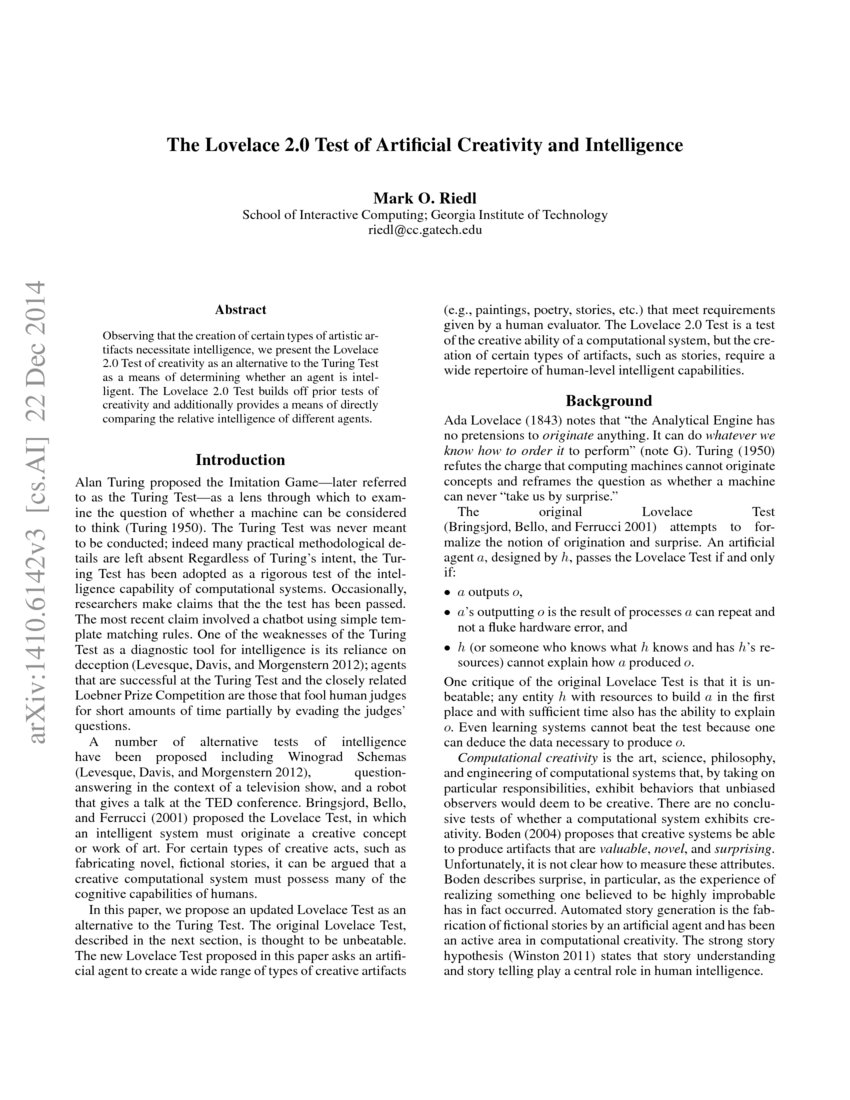 The Lovelace 2.0 Test of Artificial Creativity and Intelligence
Mark O. Riedl
School of Interactive Computing; Georgia Institute of Technology
riedl@cc.gatech.edu
arXiv:1410.6142v3 [cs.AI] 22 Dec 2014
Abstract
Observing that the creation of certain types of artistic ar-
tifacts necessitate intelligence, we present the Lovelace
2.0 Test of creativity as an alternative to the Turing Test
as a means of determining whether an agent is intel-
ligent. The Lovelace 2.0 Test builds off prior tests of
creativity and additionally provides a means of directly
comparing the relative intelligence of different agents.
Introduction
Alan Turing proposed the Imitation Game—later referred
to as the Turing Test—as a lens through which to exam-
ine the question of whether a machine can be considered
to think (Turing 1950). The Turing Test was never meant
to be conducted; indeed many practical methodological de-
tails are left absent Regardless of Turing's intent, the Tur-
ing Test has been adopted as a rigorous test of the intel-
ligence capability of computational systems. Occasionally,
researchers make claims that the the test has been passed.
The most recent claim involved a chatbot using simple tem-
plate matching rules. One of the weaknesses of the Turing
Test as a diagnostic tool for intelligence is its reliance on
deception (Levesque, Davis, and Morgenstern 2012); agents
that are successful at the Turing Test and the closely related
Loebner Prize Competition are those that fool human judges
for short amounts of time partially by evading the judges'
questions.
A number of alternative tests of intelligence
have been proposed including Winograd Schemas
(Levesque, Davis, and Morgenstern 2012), question-
answering in the context of a television show, and a robot
that gives a talk at the TED conference. Bringsjord, Bello,
and Ferrucci (2001) proposed the Lovelace Test, in which
an intelligent system must originate a creative concept
or work of art. For certain types of creative acts, such as
fabricating novel, fictional stories, it can be argued that a
creative computational system must possess many of the
cognitive capabilities of humans.
In this paper, we propose an updated Lovelace Test as an
alternative to the Turing Test. The original Lovelace Test,
described in the next section, is thought to be unbeatable.
The new Lovelace Test proposed in this paper asks an artifi-
cial agent to create a wide range of types of creative artifacts
(e.g., paintings, poetry, stories, etc.) that meet requirements
given by a human evaluator. The Lovelace 2.0 Test is a test
of the creative ability of a computational system, but the cre-
ation of certain types of artifacts, such as stories, require a
wide repertoire of human-level intelligent capabilities.
Background
Ada Lovelace (1843) notes that “the Analytical Engine has
no pretensions to originate anything. It can do whatever we
know how to order it to perform” (note G). Turing (1950)
refutes the charge that computing machines cannot originate
concepts and reframes the question as whether a machine
can never “take us by surprise.”
The original Lovelace Test
(Bringsjord, Bello, and Ferrucci 2001) attempts to for-
malize the notion of origination and surprise. An artificial
agent a, designed by h, passes the Lovelace Test if and only
if:
• a outputs o,
• a's outputting o is the result of processes a can repeat and
not a fluke hardware error, and
• h (or someone who knows what h knows and has h's re-
sources) cannot explain how a produced o.
One critique of the original Lovelace Test is that it is un-
beatable; any entity h with resources to build a in the first
place and with sufficient time also has the ability to explain
o. Even learning systems cannot beat the test because one
can deduce the data necessary to produce o.
Computational creativity is the art, science, philosophy,
and engineering of computational systems that, by taking on
particular responsibilities, exhibit behaviors that unbiased
observers would deem to be creative. There are no conclu-
sive tests of whether a computational system exhibits cre-
ativity. Boden (2004) proposes that creative systems be able
to produce artifacts that are valuable, novel, and surprising.
Unfortunately, it is not clear how to measure these attributes.
Boden describes surprise, in particular, as the experience of
realizing something one believed to be highly improbable
has in fact occurred. Automated story generation is the fab-
rication of fictional stories by an artificial agent and has been
an active area in computational creativity. The strong story
hypothesis (Winston 2011) states that story understanding
and story telling play a central role in human intelligence.